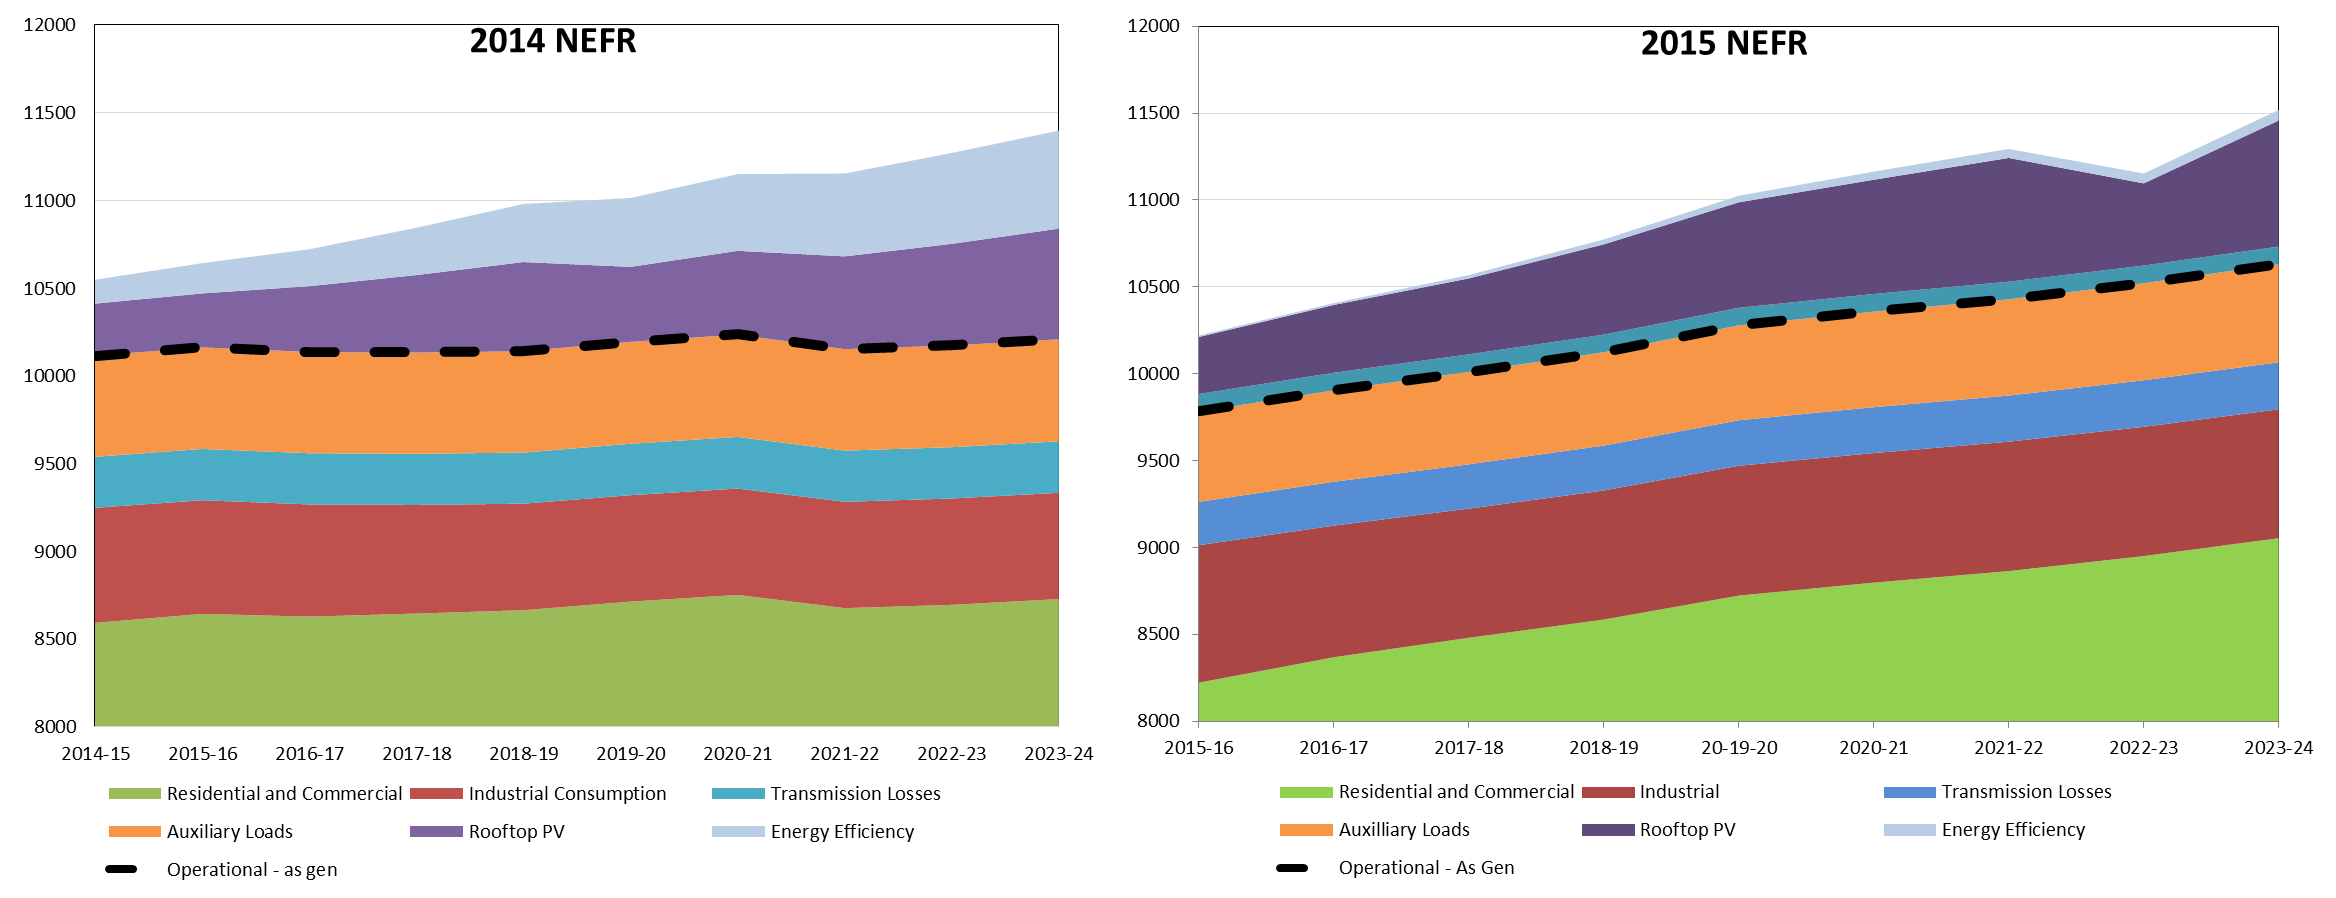 2014 NEFR
12000
11500
11000
10500
10000
9500
9000
8500
8000
2014-15 2015-16 2016-17 2017-18 2018-19 2019-20 2020-21 2021-22 2022-23 2023-24
Residential and Commercial Industrial Consumption Transmission Losses
Auxiliary Loads Rooftop PV Energy Efficiency
Operational - as gen
2015 NEFR
12000
11500
11000
10500
10000
9500
9000
8500
8000
2015-16 2016-17 2017-18 2018-19 20-19-20 2020-21 2021-22 2022-23 2023-24
Residential and Commercial Industrial Transmission Losses
Auxilliary Loads Rooftop PV Energy Efficiency
Operational - As Gen